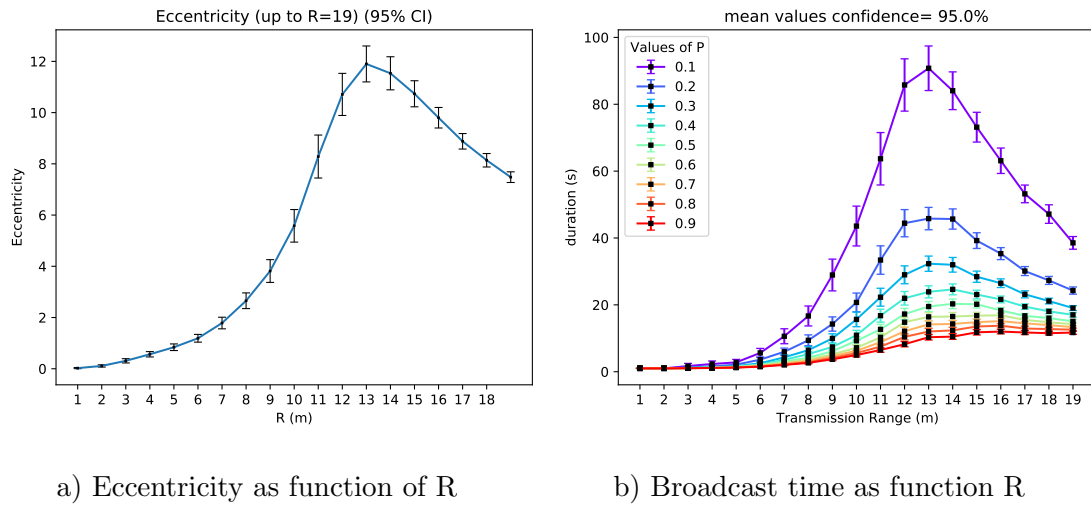 Eccentricity (up to R=19) (95% CI)
12
10
8
6
4
2
0
Eccentricity
1 2 3 4 5 6 7 8 9 10 11 12 13 14 15 16 17 18
R (m)
a) Eccentricity as function of R
mean values confidence= 95.0%
100
80
60
40
20
0
duration (s)
Values of P
0.1
0.2
0.3
0.4
0.5
0.6
0.7
0.8
0.9
1 2 3 4 5 6 7 8 9 10 11 12 13 14 15 16 17 18 19
Transmission Range (m)
b) Broadcast time as function R